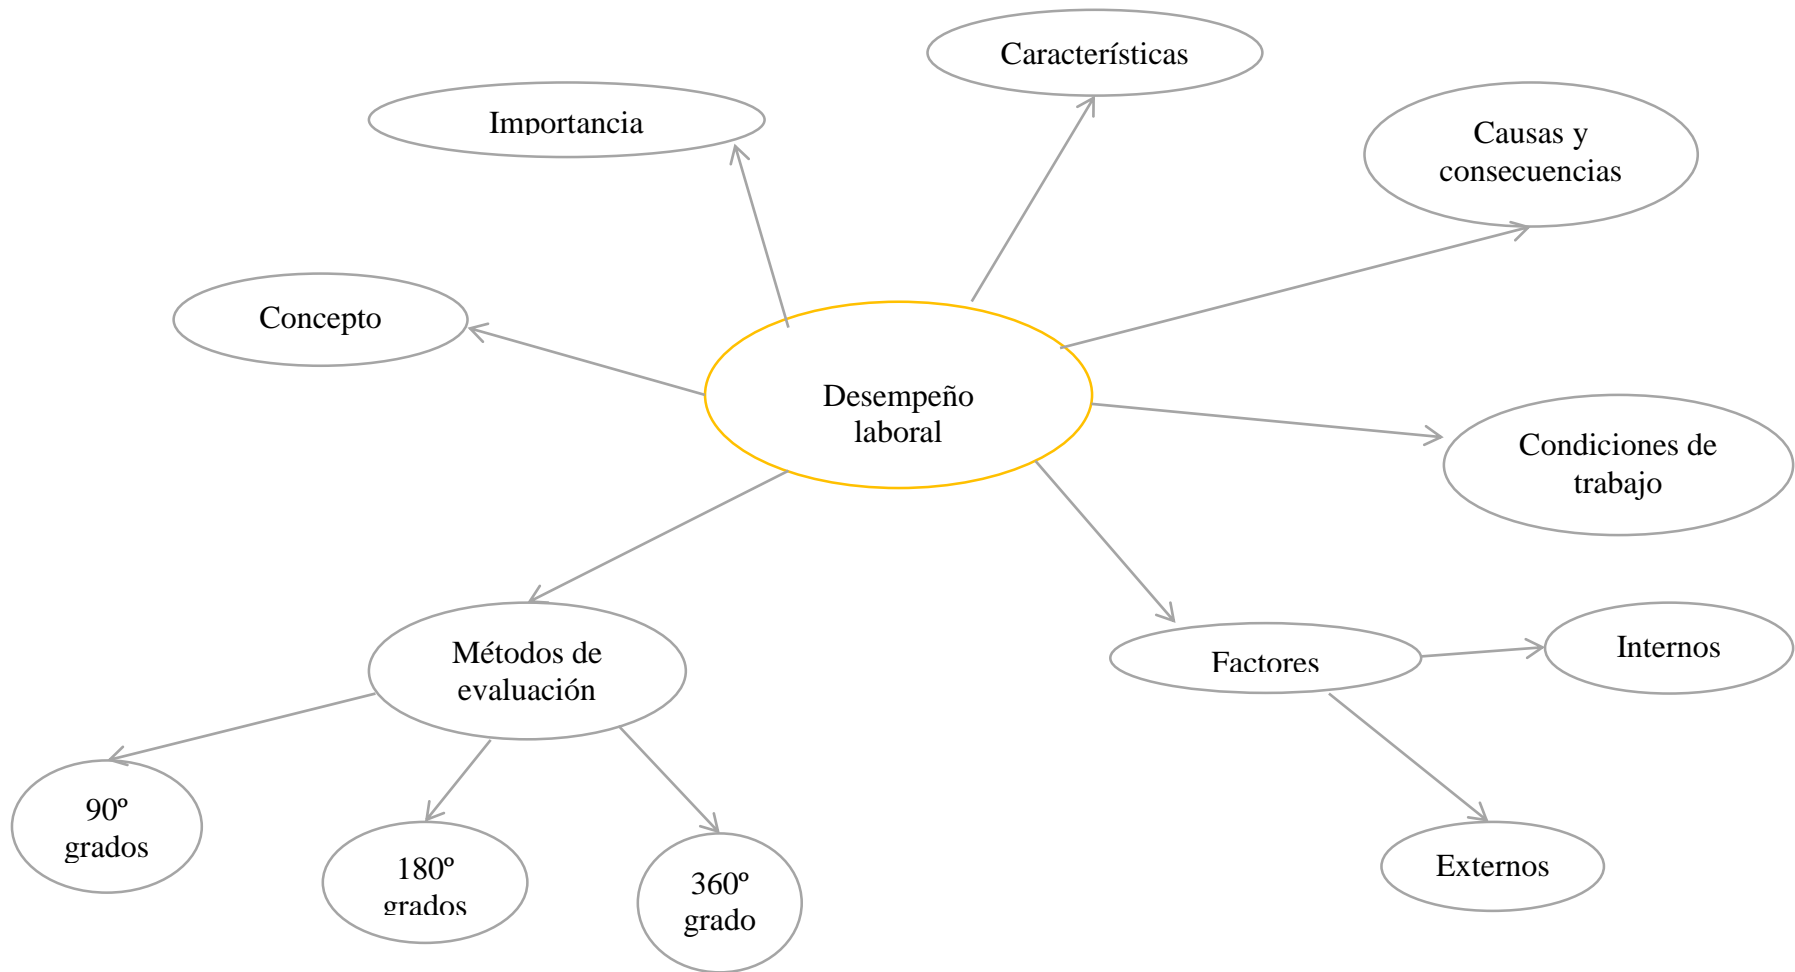 Característicias
Importancia
Causas y
consecuencias
Concepto
Desempeño
laboral
Condiciones de
trabajo
Métodos de
evaluación
Factores
Internos
90º
grados
180º
grados
360º
grado
Externos